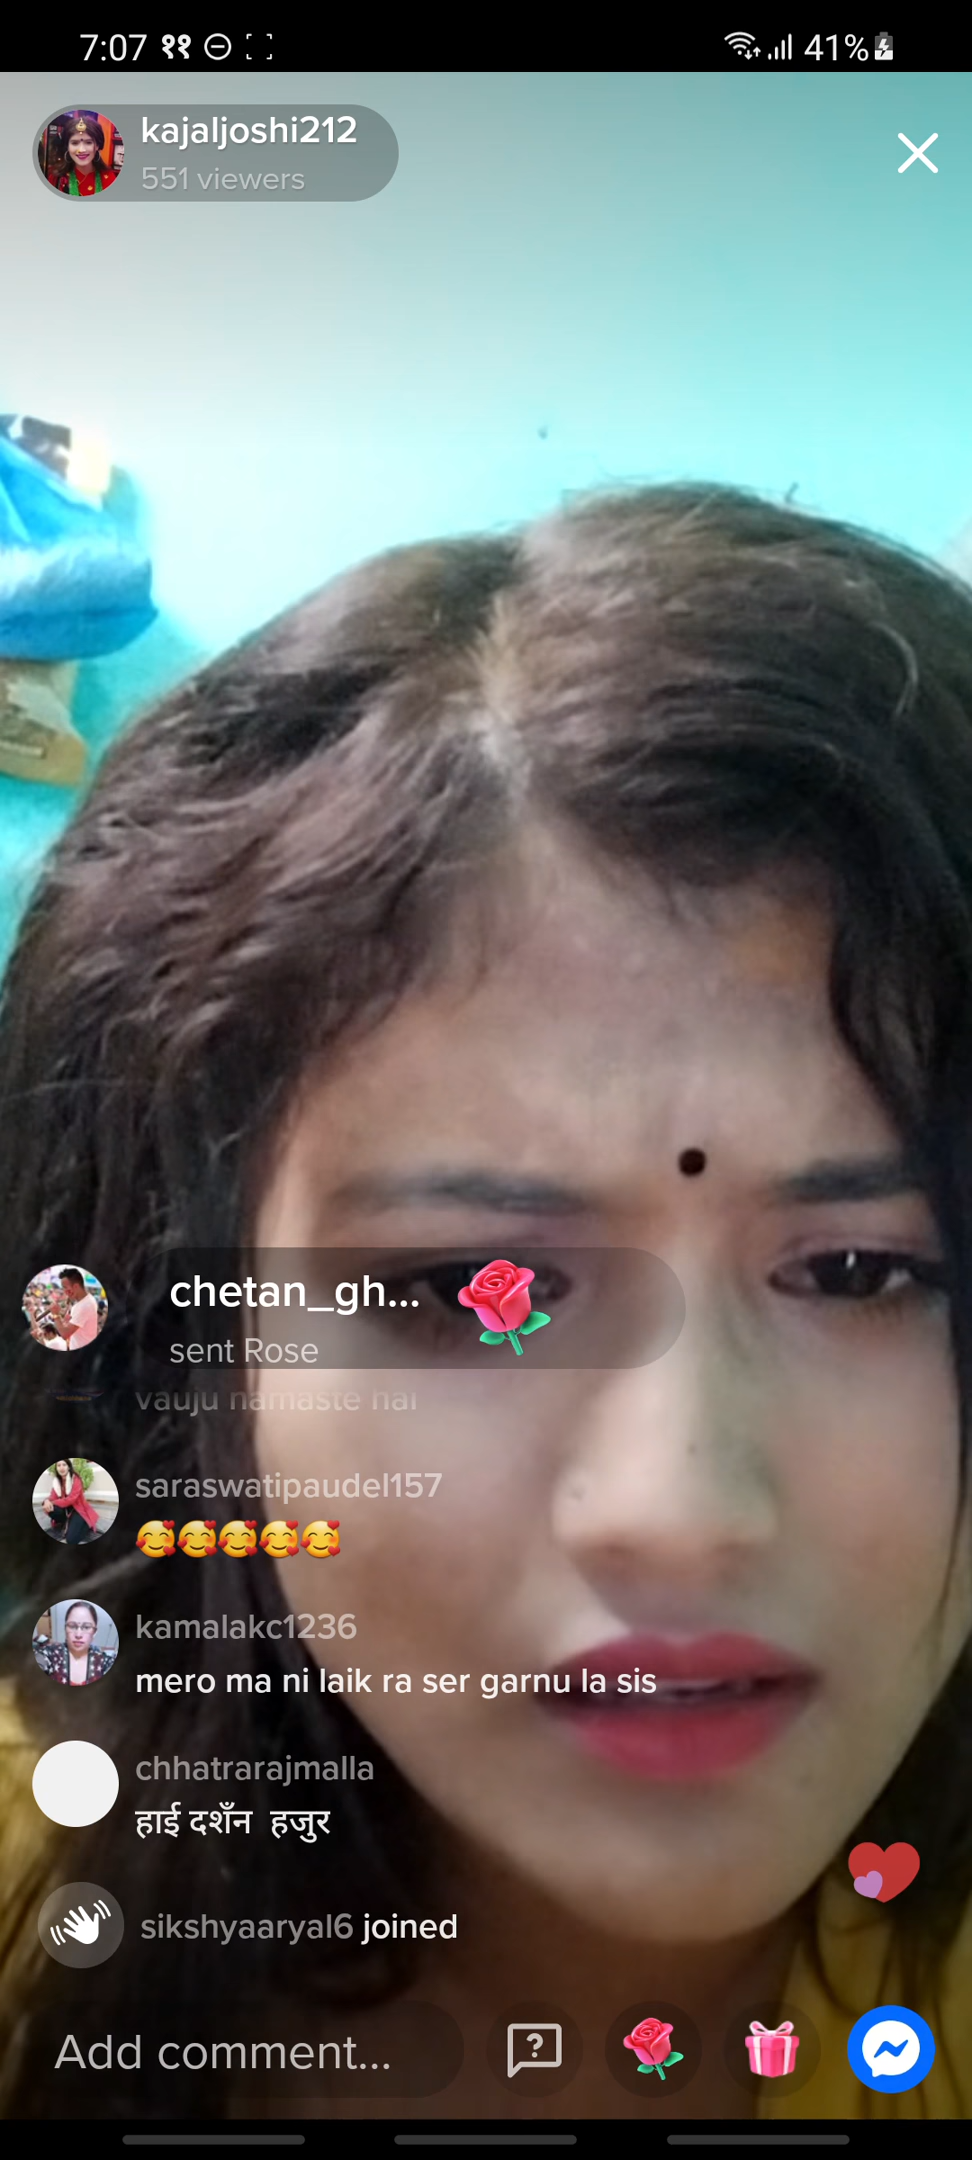 7:07 ११
41%
kajaljoshi212
551 viewers
chetan_gh...
sent Rose
vauju namaste hai
saraswatipaudel157
🥰🥰🥰🥰🥰
kamalakc1236
mero ma ni laik ra ser garnu la sis
chhatrarajmalla
हाई दर्शँन  हजुर
sikshyaaryal6 joined
Add comment...